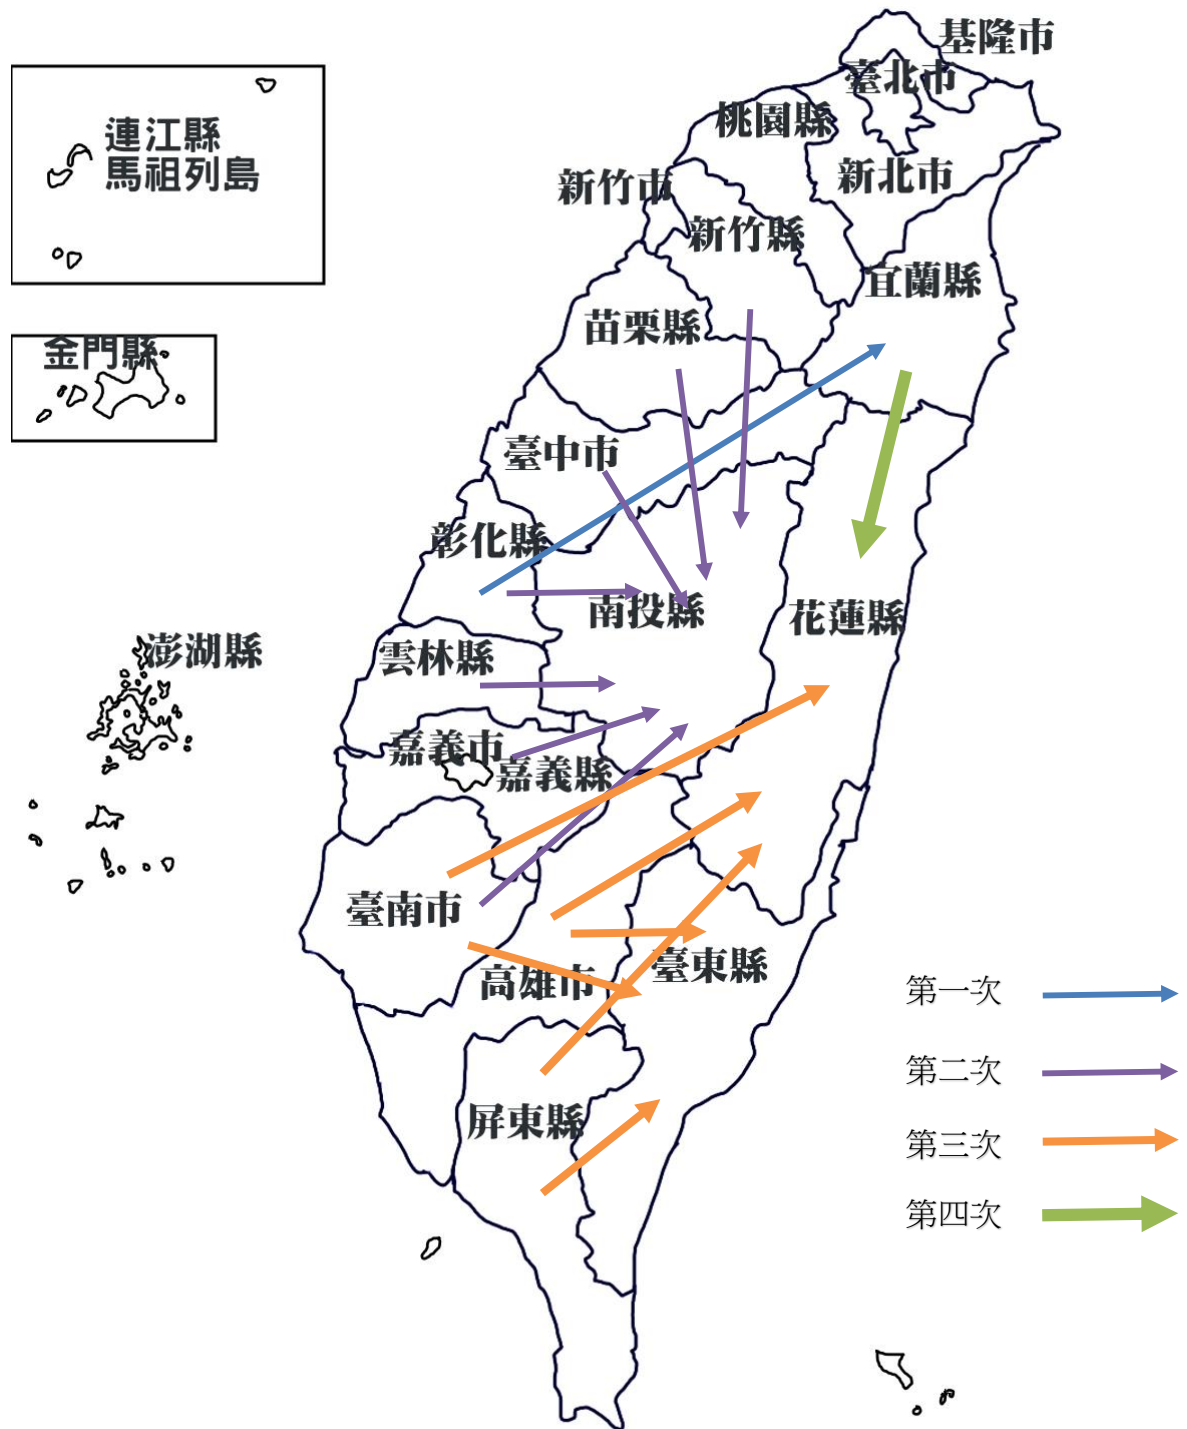 基隆市
臺北市
桃園縣
連江縣
馬祖列島
新北市
新竹市
新竹縣
宜蘭縣
苗栗縣
金門縣
臺中市
彰化縣
南投縣
花蓮縣
澎湖縣
雲林縣
嘉義市
嘉義縣
臺南市
臺東縣
高雄市
第一次
第二次
屏東縣
第三次
第四次